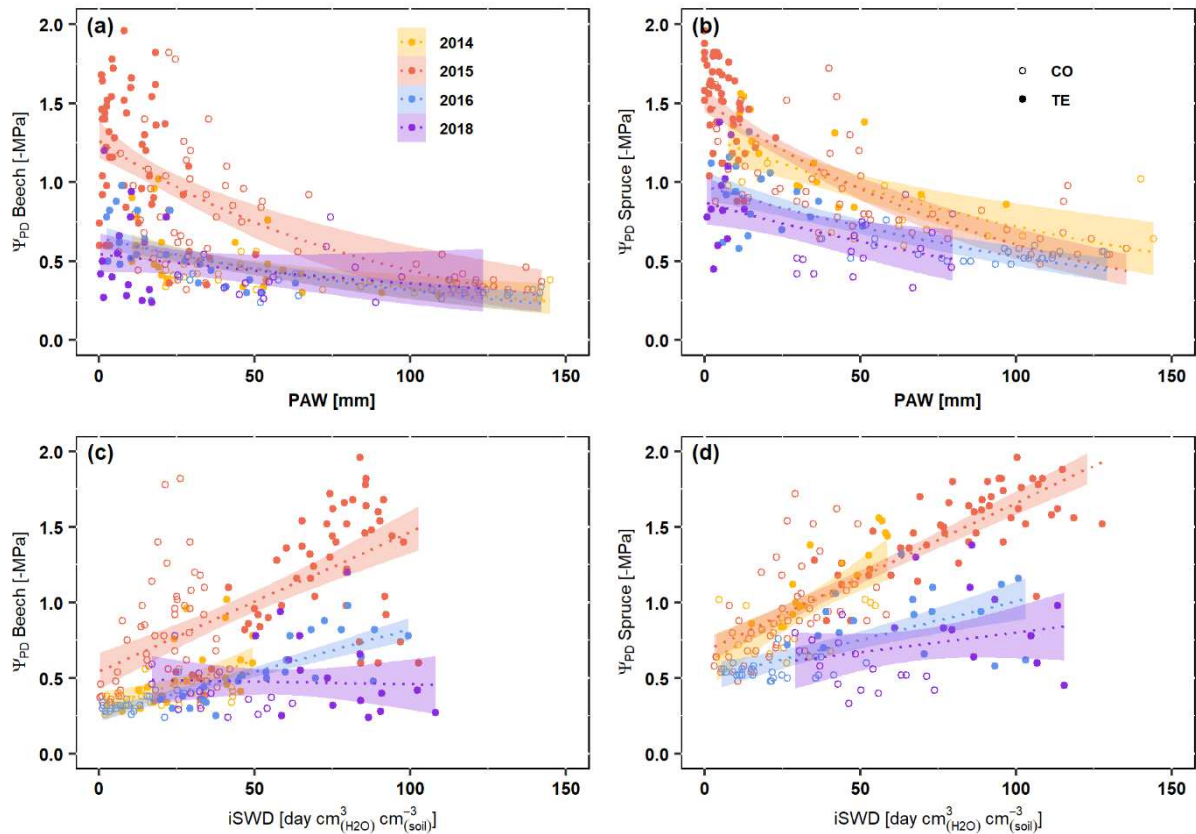 (a)
2014
2015
2016
2018
2.0
1.5
1.0
0.5
0.0
Ψ_PD Beech [-MPa]
0 50 100 150
PAW [mm]
(b)
CO
TE
2.0
1.5
1.0
0.5
0.0
Ψ_PD Spruce [-MPa]
0 50 100 150
PAW [mm]
(c)
2.0
1.5
1.0
0.5
0.0
Ψ_PD Beech [-MPa]
0 50 100 150
iSWD [day cm³(H2O) cm⁻³(soil)]
(d)
2.0
1.5
1.0
0.5
0.0
Ψ_PD Spruce [-MPa]
0 50 100 150
iSWD [day cm³(H2O) cm⁻³(soil)]